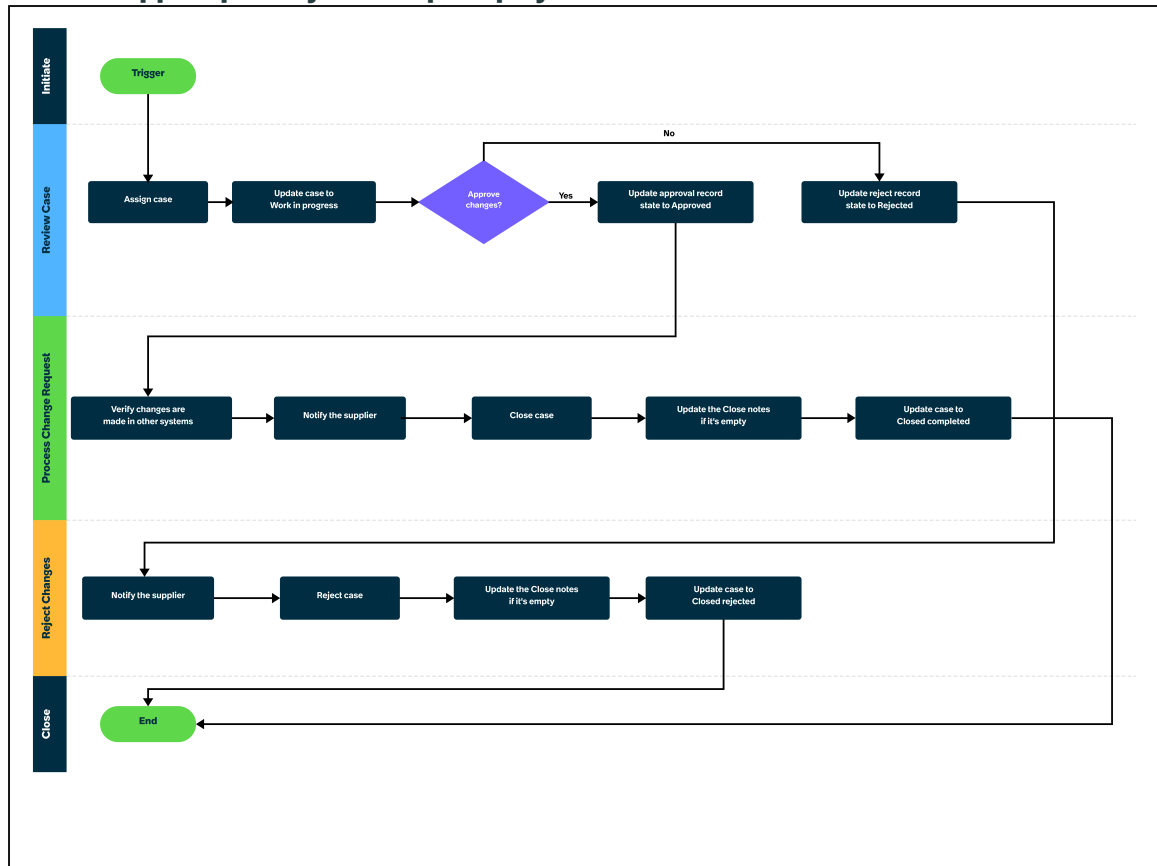 Initiate
Trigger
Review Case
No
Assign case
Update case to
Work in progress
Approve
changes?
Yes
Update approval record
state to Approved
Update reject record
state to Rejected
Process Change Request
Verify changes are
made in other systems
Notify the supplier
Close case
Update the Close notes
if it's empty
Update case to
Closed completed
Reject Changes
Notify the supplier
Reject case
Update the Close notes
if it's empty
Update case to
Closed rejected
Close
End